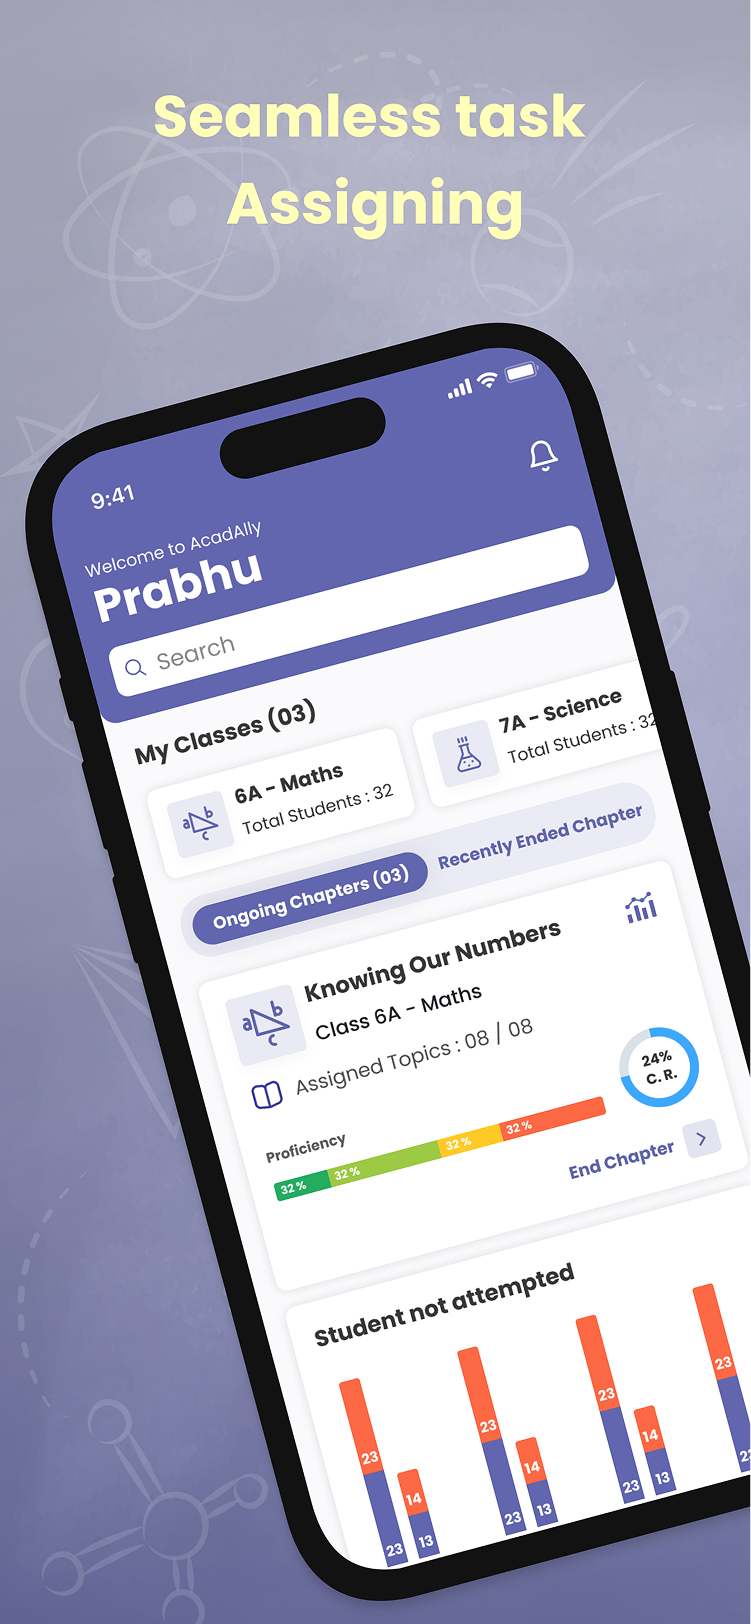 Seamless task
Assigning
9:41
Welcome to AcadAlly
Prabhu
Search
My Classes (03)
6A - Maths
Total Students : 32
7A - Science
Total Students : 32
Ongoing Chapters (03)
Recently Ended Chapter
Knowing Our Numbers
Class 6A - Maths
Assigned Topics : 08 / 08
24%
C. R.
Proficiency
32%
32%
32%
32%
End Chapter
Student not attempted
23
23
14
13
23
23
14
13
23
23
14
13
23
a
b
c
a
b
c